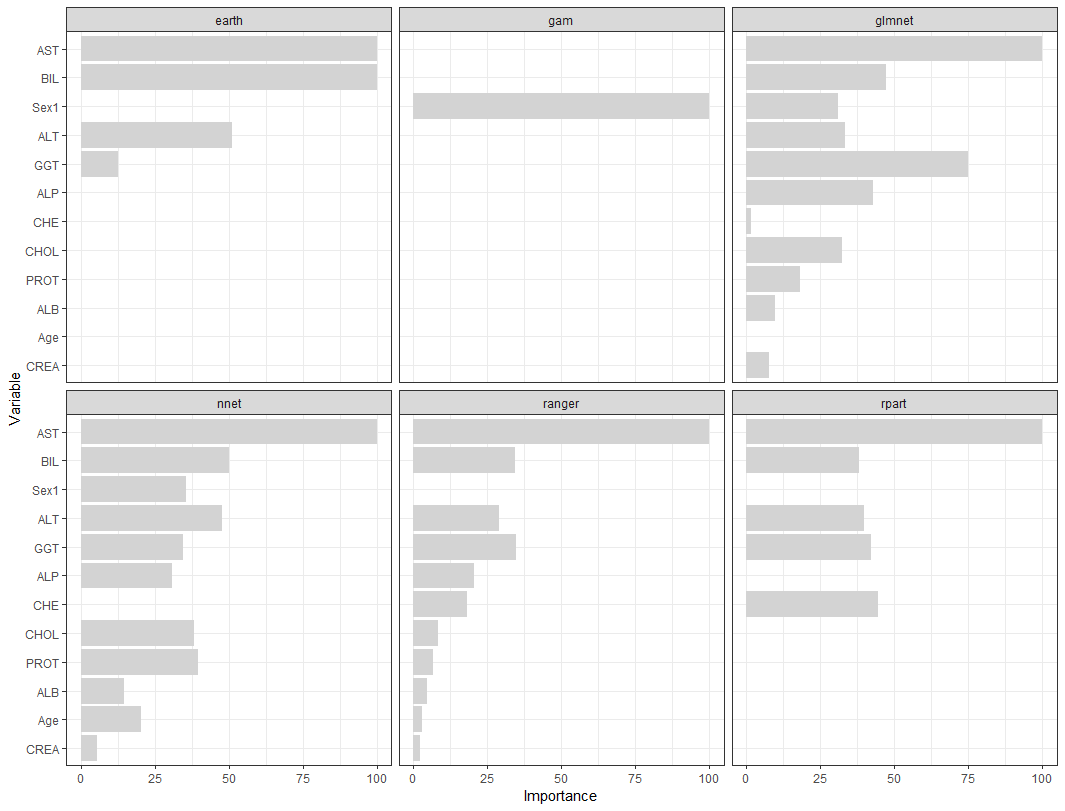 earth gam glmnet
AST
BIL
Sex1
ALT
GGT
ALP
CHE
CHOL
PROT
ALB
Age
CREA
Variable
nnet ranger rpart
AST
BIL
Sex1
ALT
GGT
ALP
CHE
CHOL
PROT
ALB
Age
CREA
0 25 50 75 100 0 25 50 75 100 0 25 50 75 100
Importance